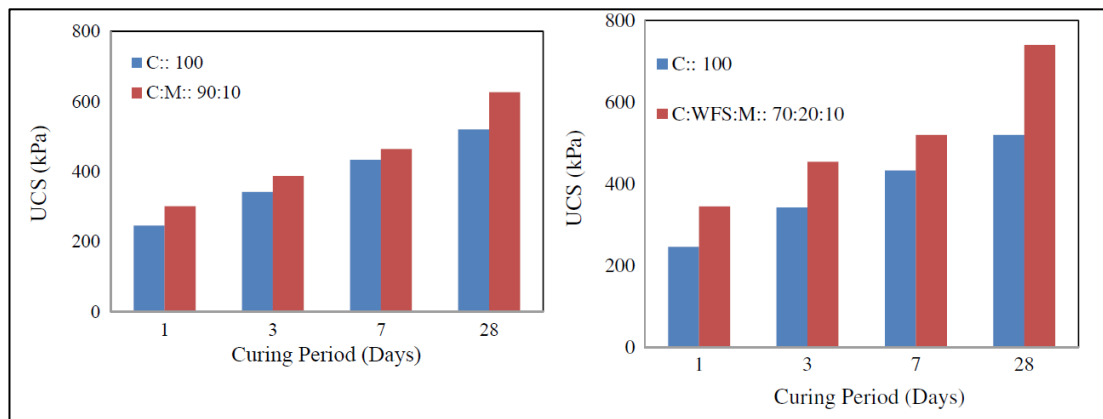 800
600
400
200
0
UCS (kPa)
C:: 100
C:M:: 90:10
1 3 7 28
Curing Period (Days)
800
600
400
200
0
UCS (kPa)
C:: 100
C:WFS:M:: 70:20:10
1 3 7 28
Curing Period (Days)